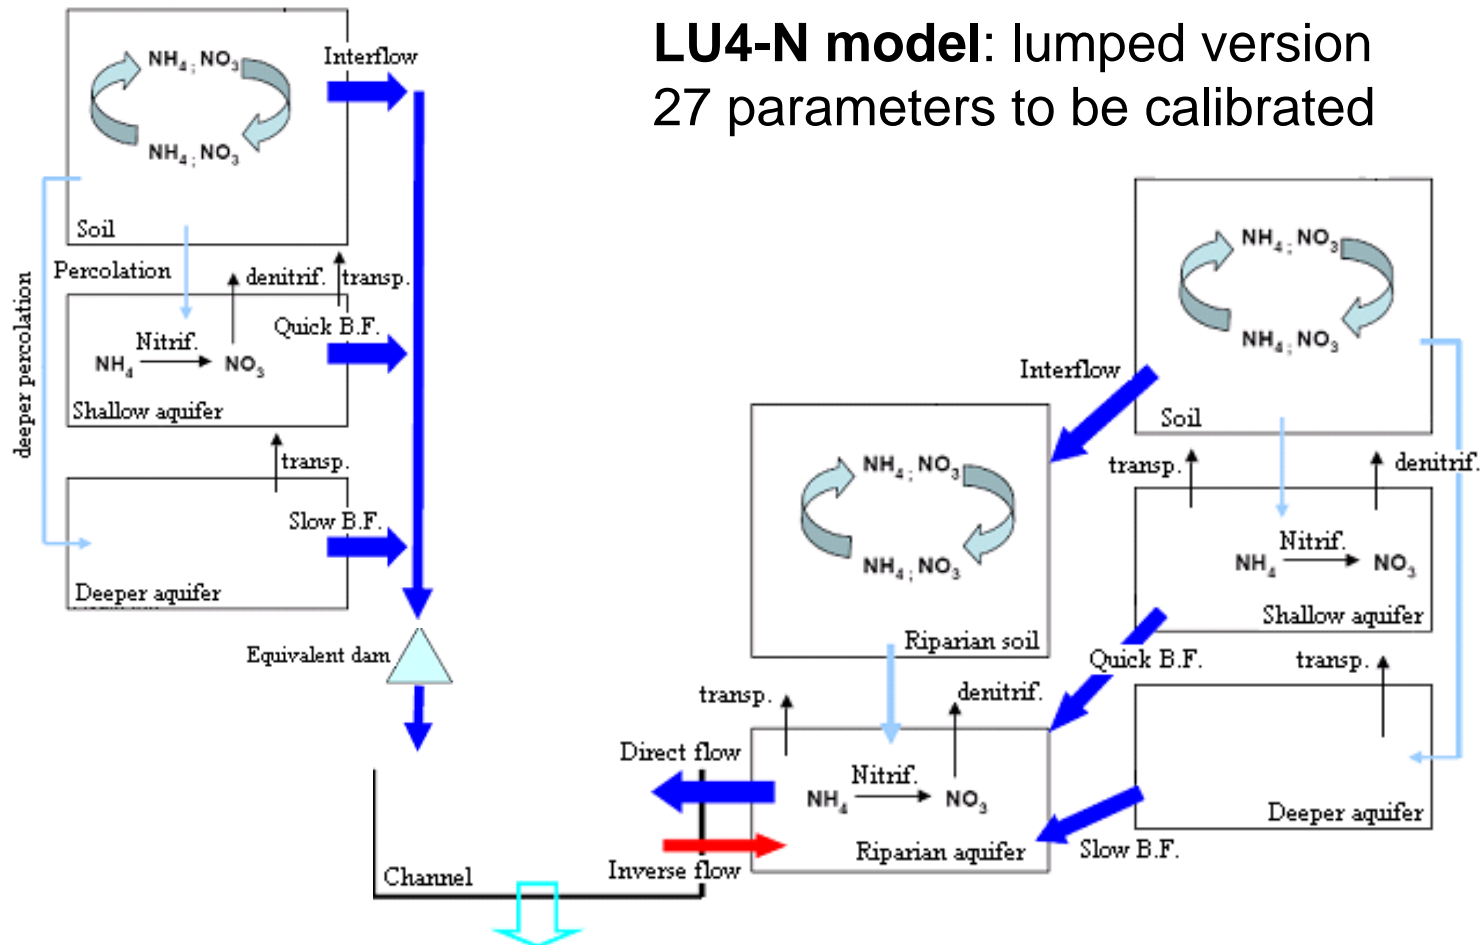 LU4-N model: lumped version
27 parameters to be calibrated
NH4 ; NO3
NH4 ; NO3
Soil
Interflow
Percolation
deeper percolation
denitrif.
transp.
Quick B.F.
Nitrif.
NH4
NO3
Shallow aquifer
transp.
Slow B.F.
Deeper aquifer
Equivalent dam
Channel
Direct flow
Inverse flow
NH4 ; NO3
NH4 ; NO3
Soil
Interflow
NH4 ; NO3
NH4 ; NO3
Riparian soil
transp.
denitrif.
Nitrif.
NH4
NO3
Shallow aquifer
Quick B.F.
transp.
transp.
denitrif.
Nitrif.
NH4
NO3
Riparian aquifer
Slow B.F.
Deeper aquifer